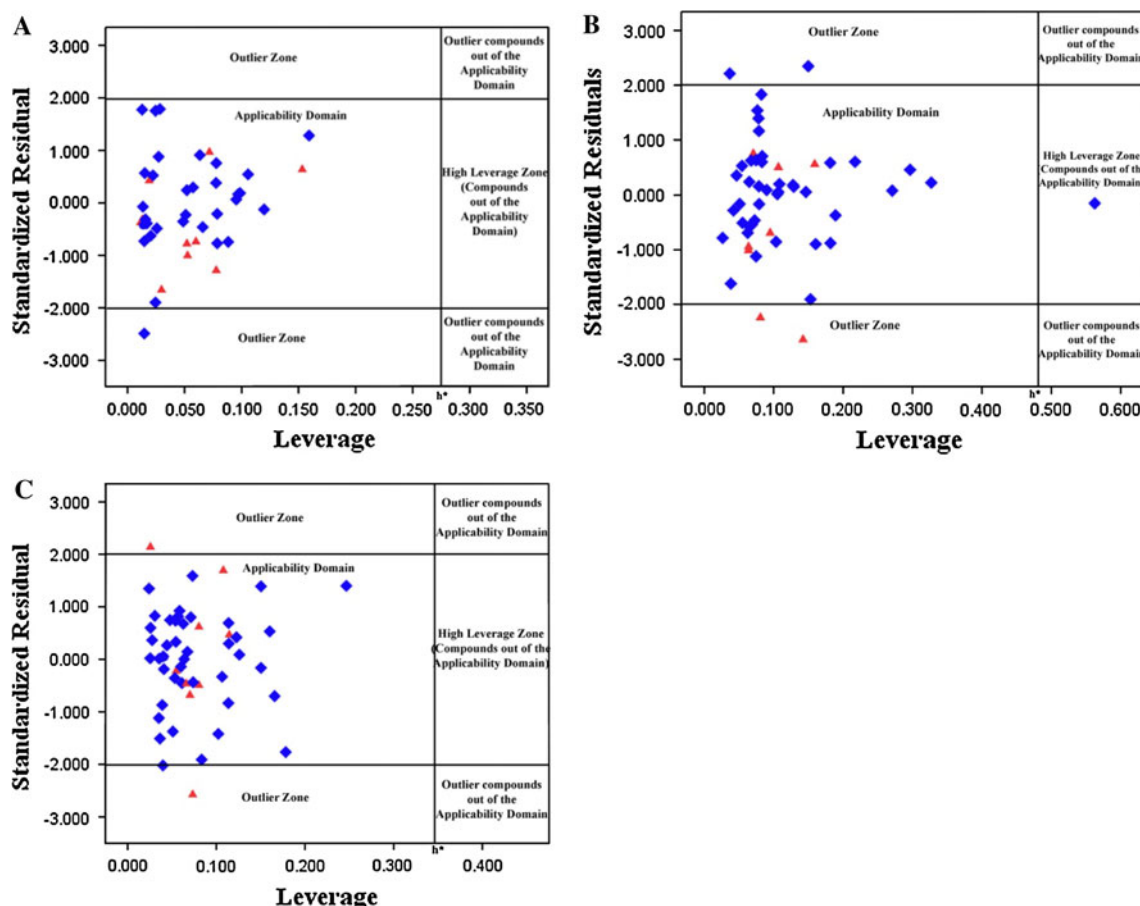 A
Standardized Residual
3.000
2.000
1.000
0.000
-1.000
-2.000
-3.000
Outlier Zone
Outlier compounds
out of the
Applicability
Domain
Applicability Domain
High Leverage Zone
(Compounds
out of the
Applicability
Domain)
Outlier Zone
Outlier compounds
out of the
Applicability
Domain
0.000 0.050 0.100 0.150 0.200 0.250 h* 0.300 0.350
Leverage
B
Standardized Residuals
3.000
2.000
1.000
0.000
-1.000
-2.000
-3.000
Outlier Zone
Outlier compounds
out of the
Applicability Domain
Applicability Domain
High Leverage Zone
Compounds out of the
Applicability Domain
Outlier Zone
Outlier compounds
out of the
Applicability Domain
0.000 0.100 0.200 0.300 0.400 h* 0.500 0.600
Leverage
C
Standardized Residual
3.000
2.000
1.000
0.000
-1.000
-2.000
-3.000
Outlier Zone
Outlier compounds
out of the
Applicability Domain
Applicability Domain
High Leverage Zone
(Compounds out of the
Applicability Domain)
Outlier Zone
Outlier compounds
out of the
Applicability Domain
0.000 0.100 0.200 0.300 h* 0.400
Leverage